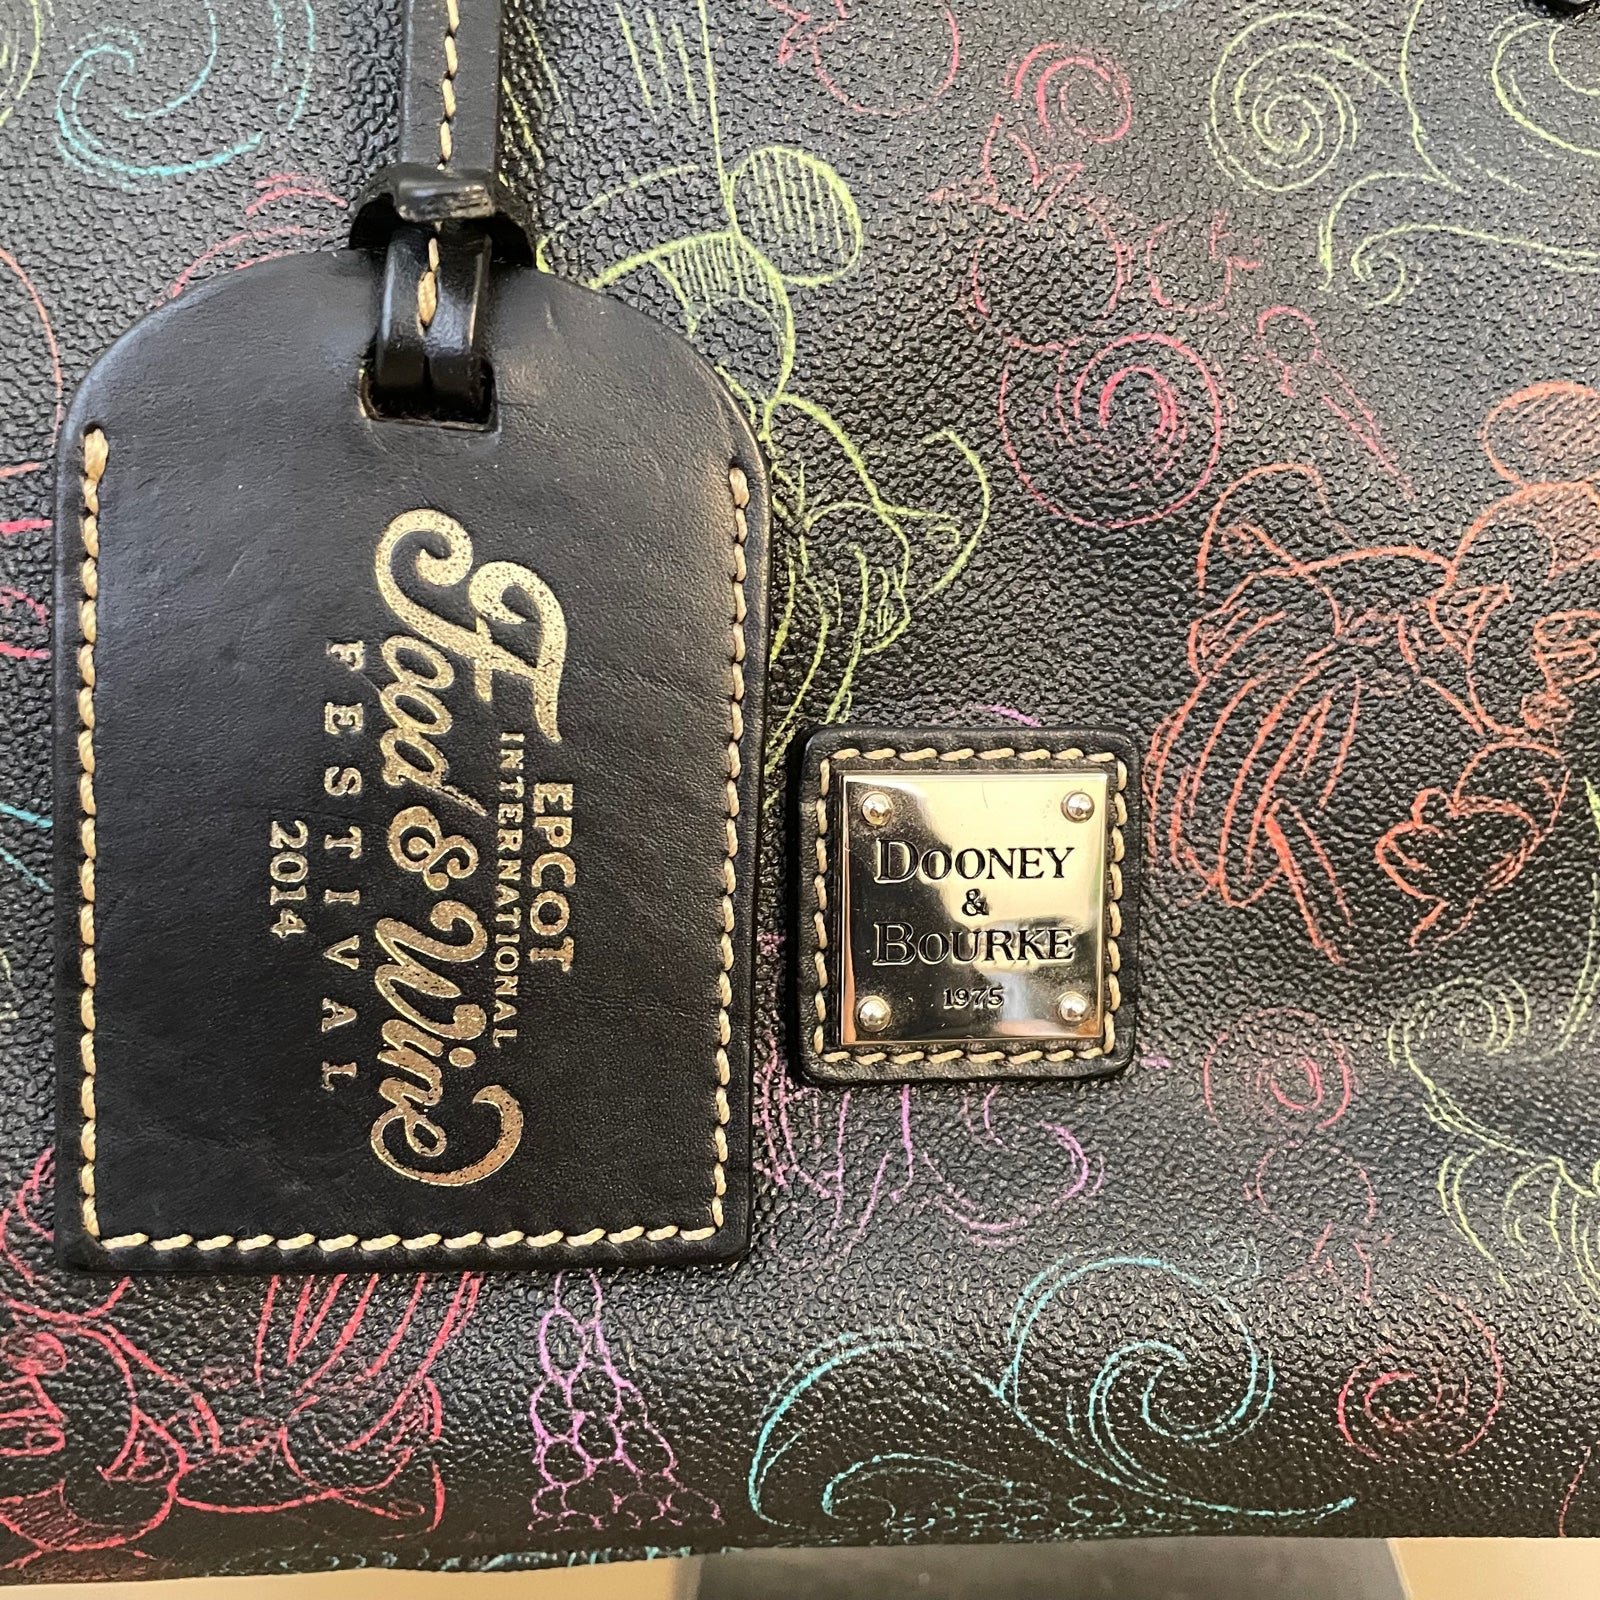 EPCOT
INTERNATIONAL
Food & Wine
FESTIVAL
2014
DOONEY
&
BOURKE
1975